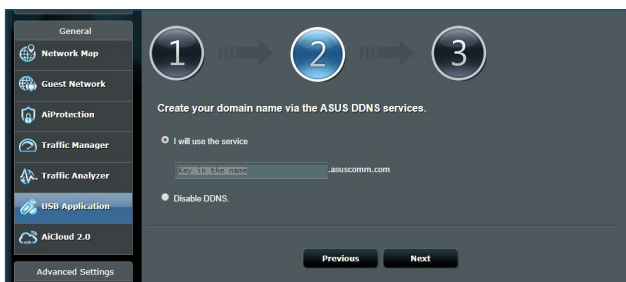 General
Network Map
Guest Network
AiProtection
Traffic Manager
Traffic Analyzer
USB Application
AiCloud 2.0
Advanced Settings
1
2
3
Create your domain name via the ASUS DDNS services.
I will use the service
Key in the name
.asuscomm.com
Disable DDNS.
Previous
Next